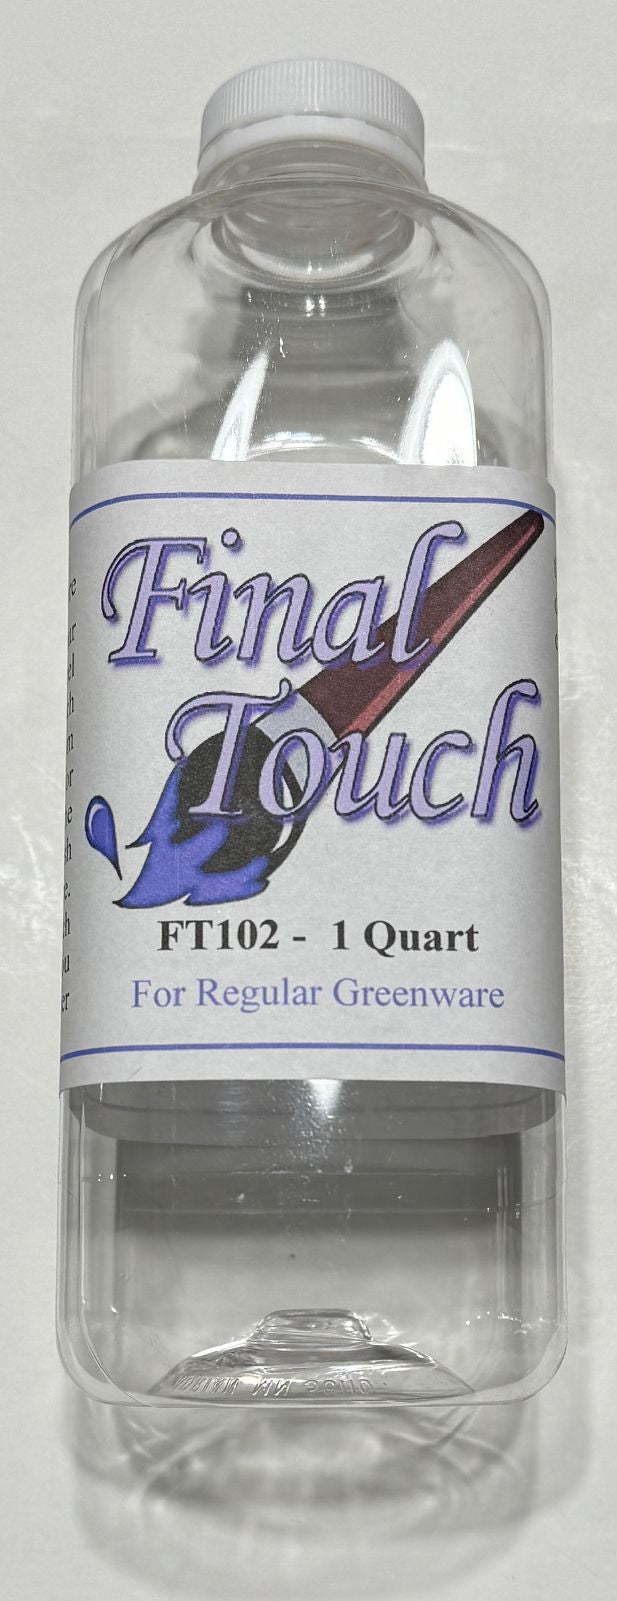 Final
Touch
FT102 - 1 Quart
For Regular Greenware